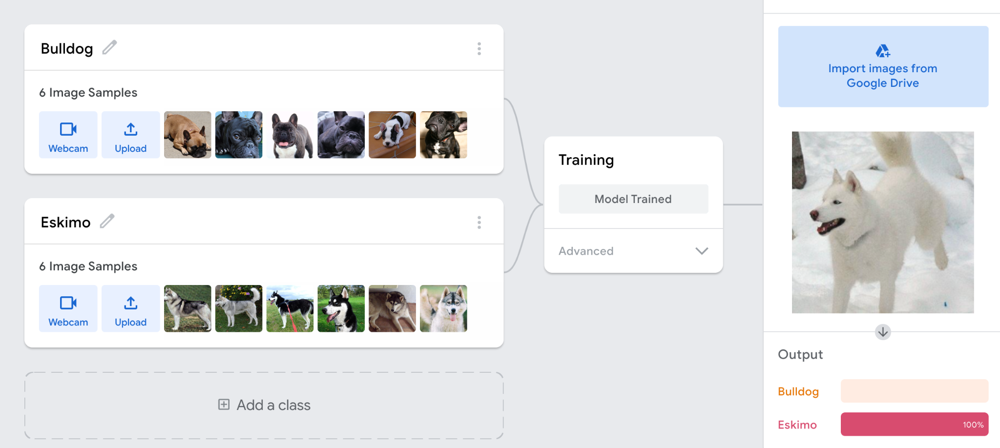 Bulldog
6 Image Samples
Webcam
Upload
Eskimo
6 Image Samples
Webcam
Upload
Add a class
Training
Model Trained
Advanced
Import images from
Google Drive
Output
Bulldog
Eskimo
100%